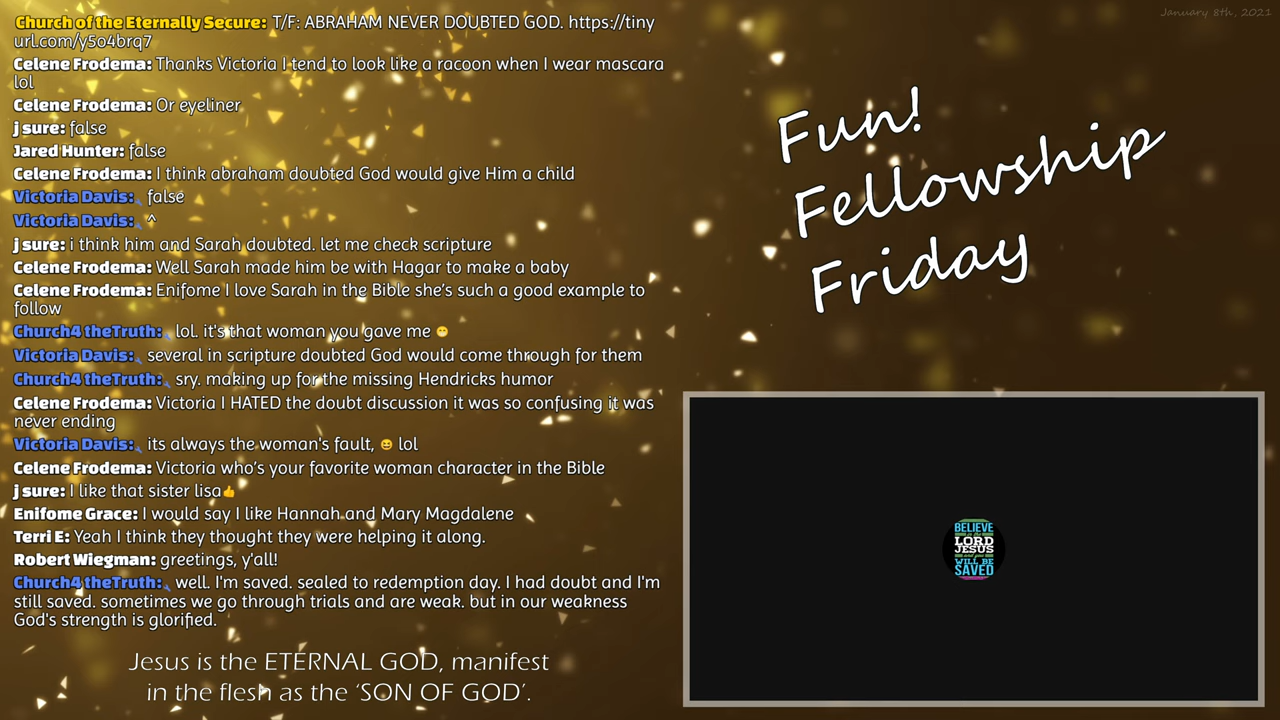 January 8th, 2021
Church of the Eternally Secure: T/F: ABRAHAM NEVER DOUBTED GOD. https://tiny
url.com/y5o4brq7
Celene Frodema: Thanks Victoria I tend to look like a racoon when I wear mascara
lol
Celene Frodema: Or eyeliner
j sure: false
Jared Hunter: false
Celene Frodema: I think abraham doubted God would give Him a child
Victoria Davis: false
Victoria Davis: ^
j sure: i think him and Sarah doubted. let me check scripture
Celene Frodema: Well Sarah made him be with Hagar to make a baby
Celene Frodema: Enifome I love Sarah in the Bible she's such a good example to
follow
Church4 theTruth: lol. it's that woman you gave me 😁
Victoria Davis: several in scripture doubted God would come through for them
Church4 theTruth: sry. making up for the missing Hendricks humor
Celene Frodema: Victoria I HATED the doubt discussion it was so confusing it was
never ending
Victoria Davis: its always the woman's fault, 😆 lol
Celene Frodema: Victoria who's your favorite woman character in the Bible
j sure: I like that sister lisa👍
Enifome Grace: I would say I like Hannah and Mary Magdalene
Terri E: Yeah I think they thought they were helping it along.
Robert Wiegman: greetings, y'all!
Church4 theTruth: well. I'm saved. sealed to redemption day. I had doubt and I'm
still saved. sometimes we go through trials and are weak. but in our weakness
God's strength is glorified.
Jesus is the ETERNAL GOD, manifest
in the flesh as the 'SON OF GOD'.
Fun!
Fellowship
Friday
BELIEVE
LORD
JESUS
WILL BE
SAVED